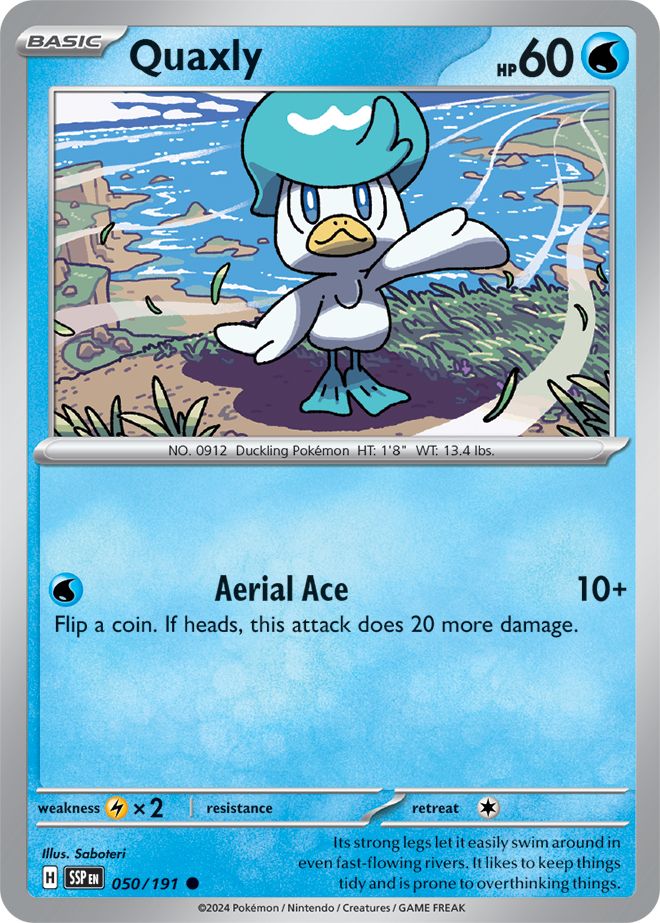 BASIC
Quaxly
HP 60
NO. 0912 Duckling Pokémon HT: 1'8" WT: 13.4 lbs.
Aerial Ace 10+
Flip a coin. If heads, this attack does 20 more damage.
weakness ×2 resistance retreat
Illus. Saboteri
Its strong legs let it easily swim around in
even fast-flowing rivers. It likes to keep things
tidy and is prone to overthinking things.
H SSP EN 050/191
©2024 Pokémon / Nintendo / Creatures / GAME FREAK